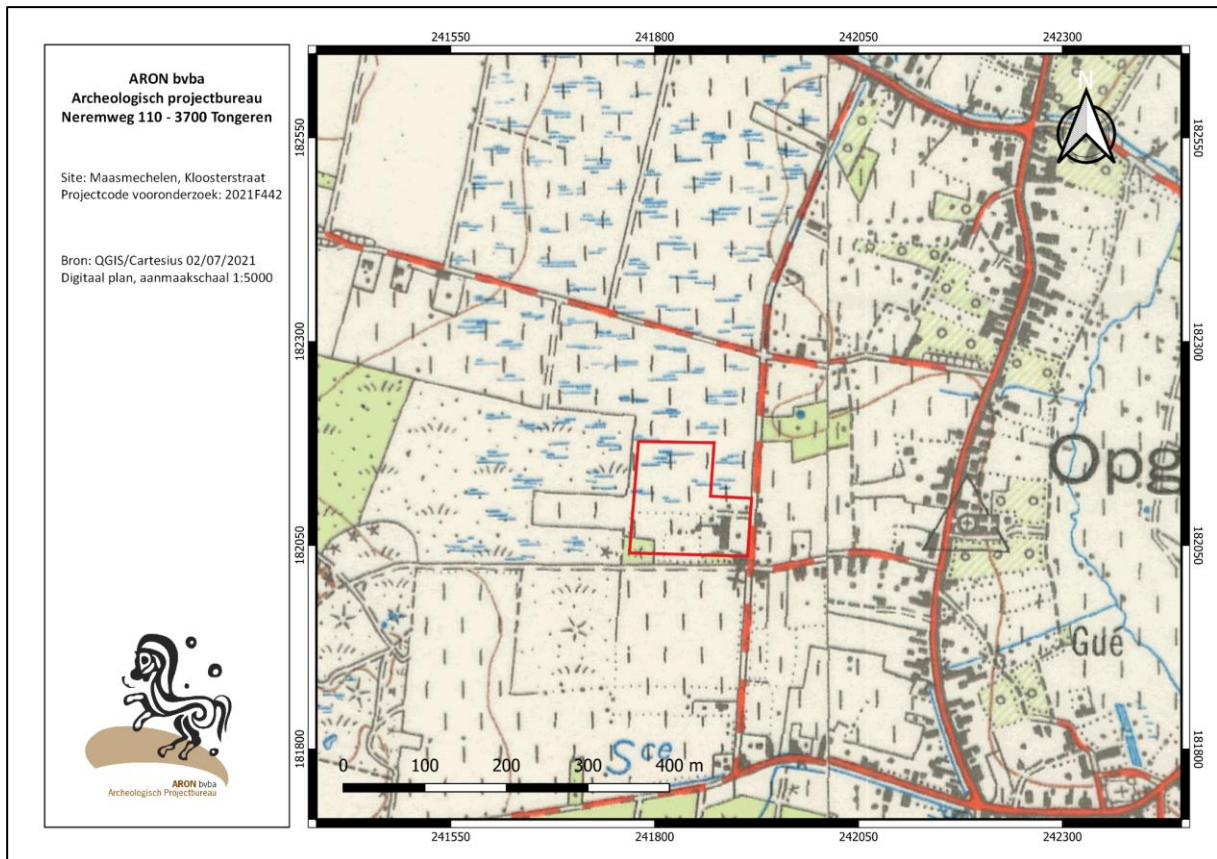 ARON bvba
Archeologisch projectbureau
Neremweg 110 - 3700 Tongeren
Site: Maasmechelen, Kloosterstraat
Projectcode vooronderzoek: 2021F442
Bron: QGIS/Cartesius 02/07/2021
Digitaal plan, aanmaakschaal 1:5000
ARON bvba
Archeologisch Projectbureau
241550 241800 242050 242300
182550
182300
182050
181800
N
Opg
Gué
Sce
0 100 200 300 400 m
182550
182300
182050
181800
241550 241800 242050 242300